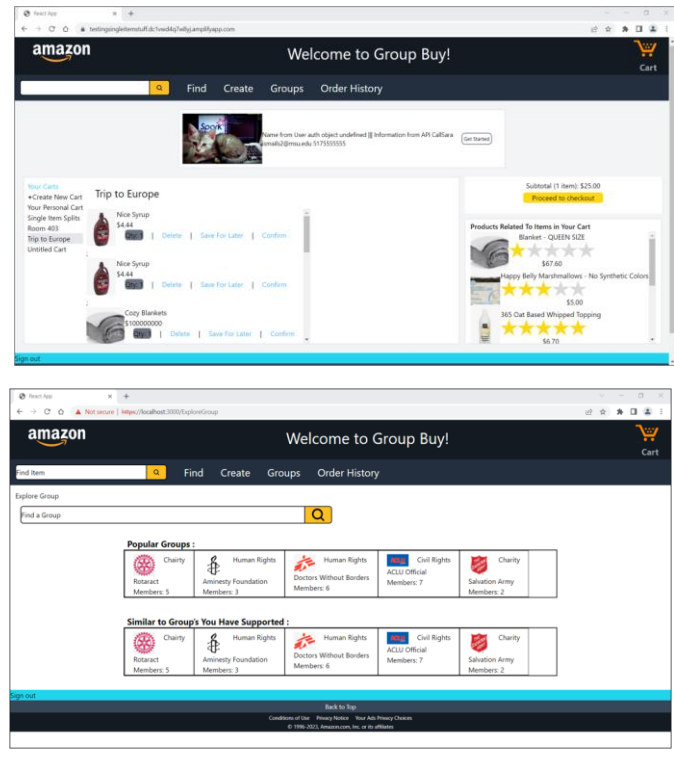 React App
testingsingleitemstuff.dc1vwd4q7w8yj.amplifyapp.com
amazon
Welcome to Group Buy!
Cart
Find Create Groups Order History
Spork
Name from User auth object undefined ||| Information from API CallSara
smalls2@msu.edu 5175555555
Get Started
Your Carts
+Create New Cart
Your Personal Cart
Single Item Splits
Room 403
Trip to Europe
Untitled Cart
Trip to Europe
Nice Syrup
$4.44
| Delete | Save For Later | Confirm
Nice Syrup
$4.44
| Delete | Save For Later | Confirm
Cozy Blankets
$100000000
| Delete | Save For Later | Confirm
Subtotal (1 item): $25.00
Proceed to checkout
Products Related To Items in Your Cart
Blanket - QUEEN SIZE
$67.60
Happy Belly Marshmallows - No Synthetic Colors
$5.00
365 Oat Based Whipped Topping
$6.70
Sign out
React App
Not secure | https://localhost:3000/ExploreGroup
amazon
Welcome to Group Buy!
Cart
Find Item
Find Create Groups Order History
Explore Group
Find a Group
Popular Groups :
Chairty
Rotaract
Members: 5
Human Rights
Aminesty Foundation
Members: 3
Human Rights
Doctors Without Borders
Members: 6
ACLU
Civil Rights
ACLU Official
Members: 7
Charity
Salvation Army
Members: 2
Similar to Group's You Have Supported :
Chairty
Rotaract
Members: 5
Human Rights
Aminesty Foundation
Members: 3
Human Rights
Doctors Without Borders
Members: 6
ACLU
Civil Rights
ACLU Official
Members: 7
Charity
Salvation Army
Members: 2
Sign out
Back to Top
Conditions of Use Privacy Notice Your Ads Privacy Choices
© 1996-2023, Amazon.com, Inc. or its affiliates